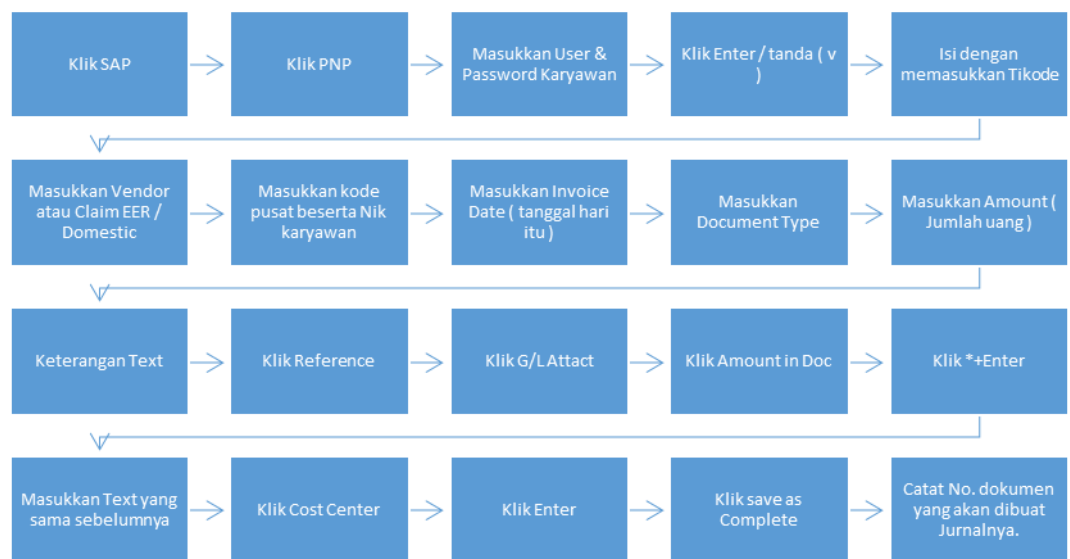 Klik SAP
Klik PNP
Masukkan User &
Password Karyawan
Klik Enter / tanda ( v
)
Isi dengan
memasukkan Tikode
Masukkan Vendor
atau Claim EER /
Domestic
Masukkan kode
pusat beserta Nik
karyawan
Masukkan Invoice
Date ( tanggal hari
itu )
Masukkan
Document Type
Masukkan Amount (
Jumlah uang )
Keterangan Text
Klik Reference
Klik G/L Attact
Klik Amount in Doc
Klik *+Enter
Masukkan Text yang
sama sebelumnya
Klik Cost Center
Klik Enter
Klik save as
Complete
Catat No. dokumen
yang akan dibuat
Jurnalnya.